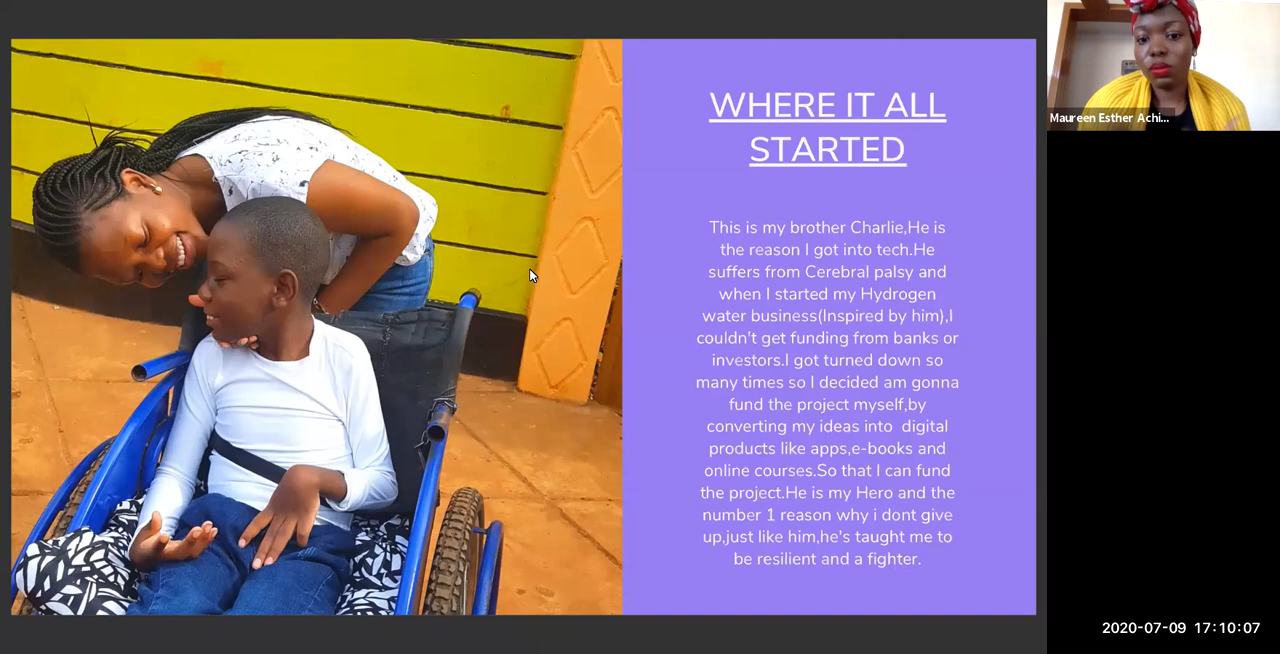 WHERE IT ALL
STARTED
This is my brother Charlie,He is
the reason I got into tech.He
suffers from Cerebral palsy and
when I started my Hydrogen
water business(Inspired by him),I
couldn't get funding from banks or
investors.I got turned down so
many times so I decided am gonna
fund the project myself,by
converting my ideas into  digital
products like apps,e-books and
online courses.So that I can fund
the project.He is my Hero and the
number 1 reason why i dont give
up,just like him,he's taught me to
be resilient and a fighter.
Maureen Esther Achi...
2020-07-09 17:10:07